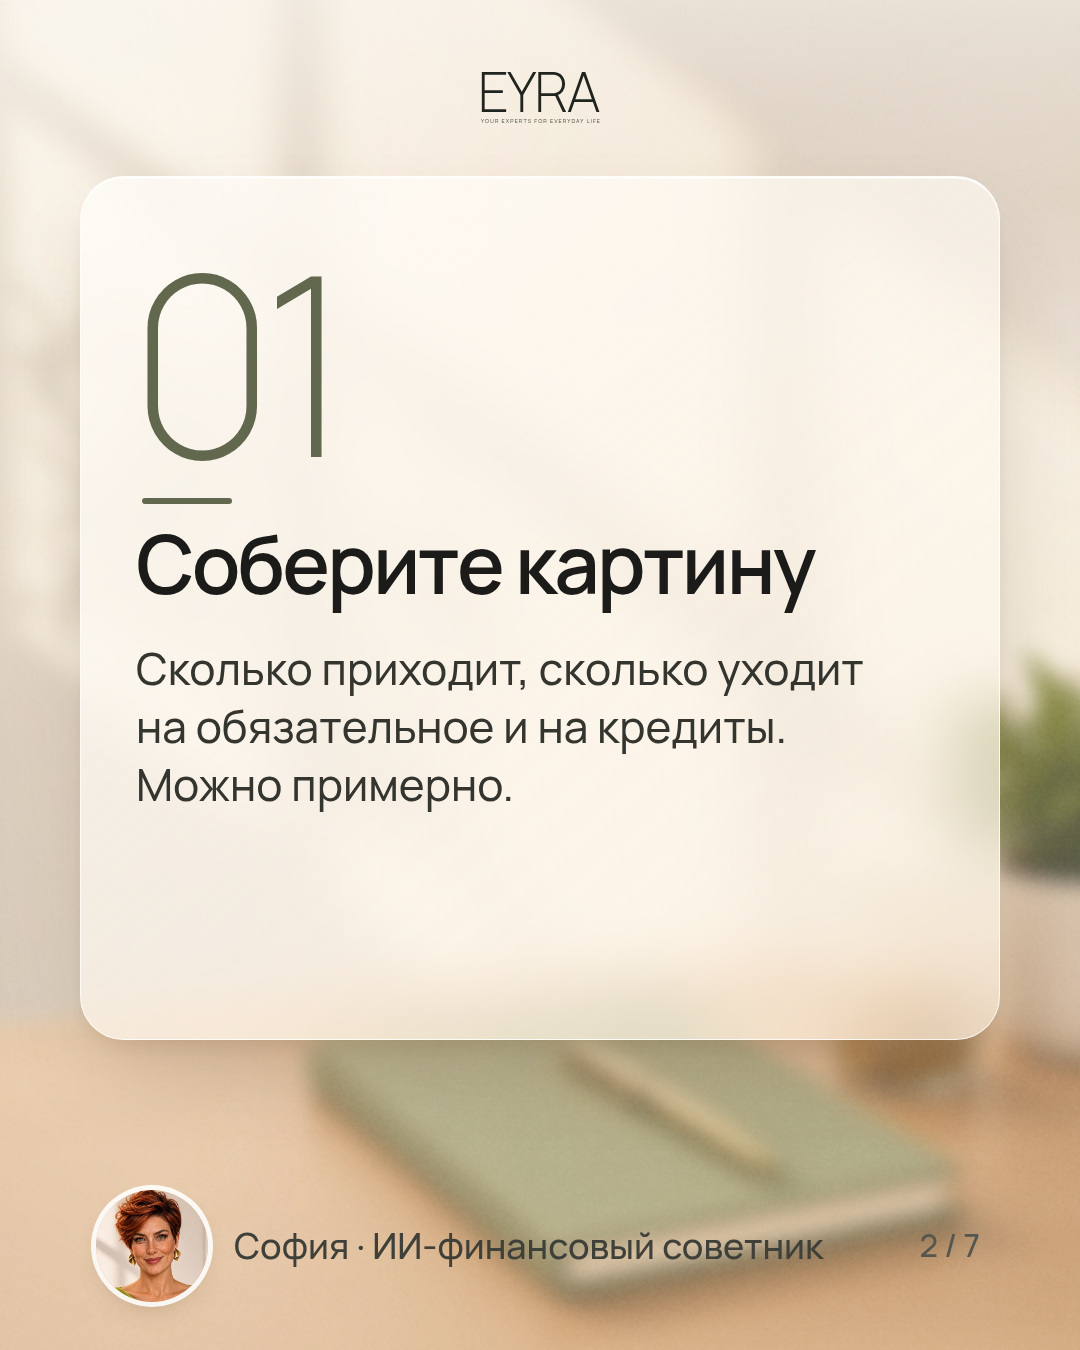 EYRA
YOUR EXPERTS FOR EVERYDAY LIFE
01
Соберите картину
Сколько приходит, сколько уходит
на обязательное и на кредиты.
Можно примерно.
София · ИИ-финансовый советник
2 / 7